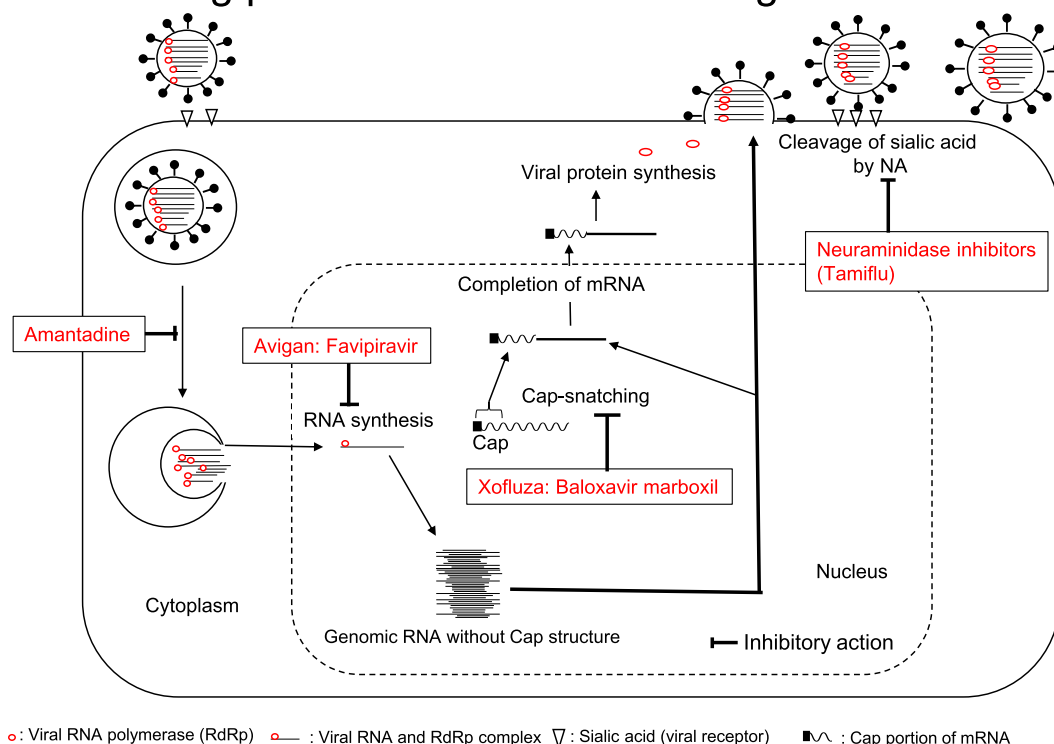 Cleavage of sialic acid
by NA
Viral protein synthesis
Neuraminidase inhibitors
(Tamiflu)
Completion of mRNA
Amantadine
Avigan: Favipiravir
Cap-snatching
RNA synthesis
Cap
Xofluza: Baloxavir marboxil
Nucleus
Cytoplasm
Genomic RNA without Cap structure
Inhibitory action
: Viral RNA polymerase (RdRp) : Viral RNA and RdRp complex : Sialic acid (viral receptor) : Cap portion of mRNA